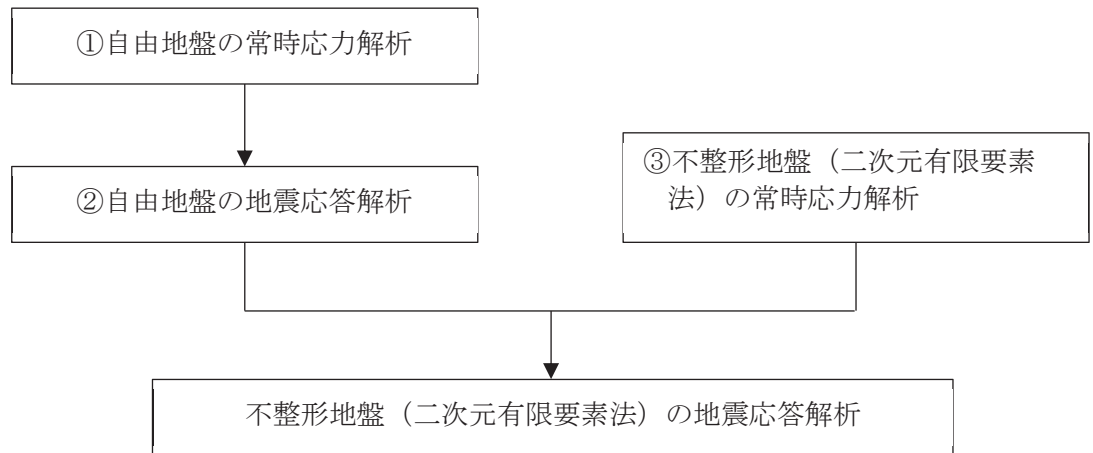 ①自由地盤の常時応力解析
②自由地盤の地震応答解析
③不整形地盤（二次元有限要素
法）の常時応力解析
不整形地盤（二次元有限要素法）の地震応答解析